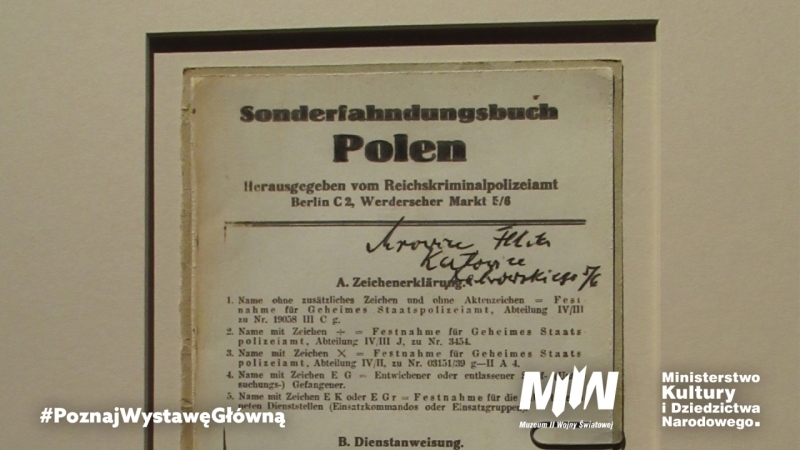 Sonderfahndungsbuch
Polen
Herausgegeben vom Reichskriminalpolizeiamt
Berlin C 2, Werderscher Markt 5/6
Katowice
5/6
A. Zeichenerklärung.
1. Name ohne zusätzliches Zeichen und ohne Aktenzeichen = Fest-
nahme für Geheimes Staatspolizeiamt, Abteilung IV/III
zu Nr. 19058 III C g.
2. Name mit Zeichen ÷ = Festnahme für Geheimes Staats-
polizeiamt, Abteilung IV/III J, zu Nr. 3454.
3. Name mit Zeichen X = Festnahme für Geheimes Staats-
polizeiamt, Abteilung IV/II, zu Nr. 03151/39 g—II A 4.
4. Name mit Zeichen E G = Entwichener oder entlassener
suchungs-) Gefangener.
5. Name mit Zeichen E K oder E Gr = Festnahme für die
peten Dienststellen (Einsatzkommandos oder Einsatzgruppen)
B. Dienstanweisung.
#PoznajWystawęGłówną
MIIW
Muzeum II Wojny Światowej
Ministerstwo
Kultury
i Dziedzictwa
Narodowego.